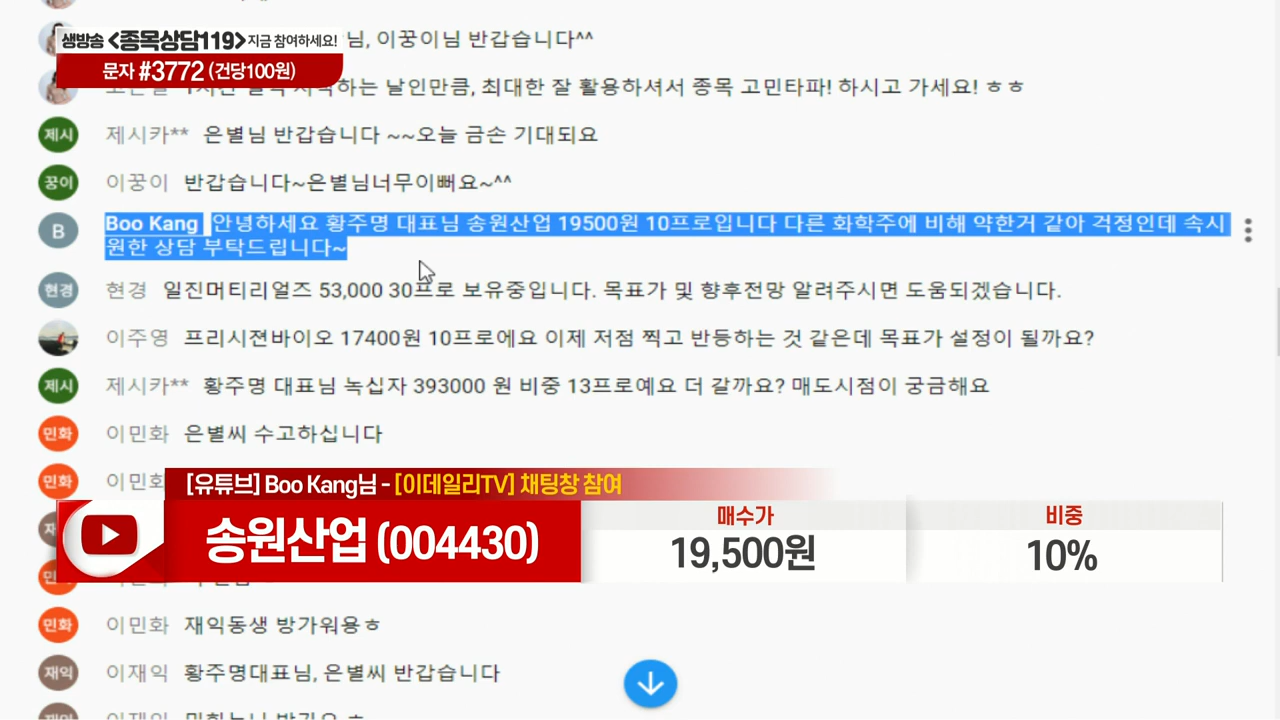 생방송 <종목상담119> 지금 참여하세요!
문자 #3772 (건당100원)
님, 이꿍이님 반갑습니다^^
하는 날인만큼, 최대한 잘 활용하셔서 종목 고민타파! 하시고 가세요! ㅎㅎ
제시 제시카** 은별님 반갑습니다 ~~오늘 금손 기대되요
꿍이 이꿍이 반갑습니다~은별님너무이뻐요~^^
B Boo Kang 안녕하세요 황주명 대표님 송원산업 19500원 10프로입니다 다른 화학주에 비해 약한거 같아 걱정인데 속시
원한 상담 부탁드립니다~
현경 현경 일진머티리얼즈 53,000 30프로 보유중입니다. 목표가 및 향후전망 알려주시면 도움되겠습니다.
이주영 프리시젼바이오 17400원 10프로에요 이제 저점 찍고 반등하는 것 같은데 목표가 설정이 될까요?
제시 제시카** 황주명 대표님 녹십자 393000 원 비중 13프로예요 더 갈까요? 매도시점이 궁금해요
민화 이민화 은별씨 수고하십니다
민화 이민화
[유튜브] Boo Kang님 - [이데일리TV] 채팅창 참여
송원산업 (004430)
매수가
19,500원
비중
10%
민화 이민화 재익동생 방가워용ㅎ
재익 이재익 황주명대표님, 은별씨 반갑습니다